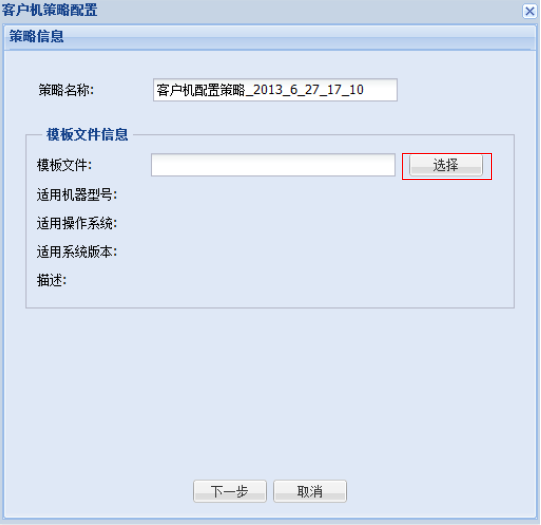 客户机策略配置
策略信息
策略名称: 客户机配置策略_2013_6_27_17_10
模板文件信息
模板文件: 选择
适用机器型号:
适用操作系统:
适用系统版本:
描述:
下一步 取消